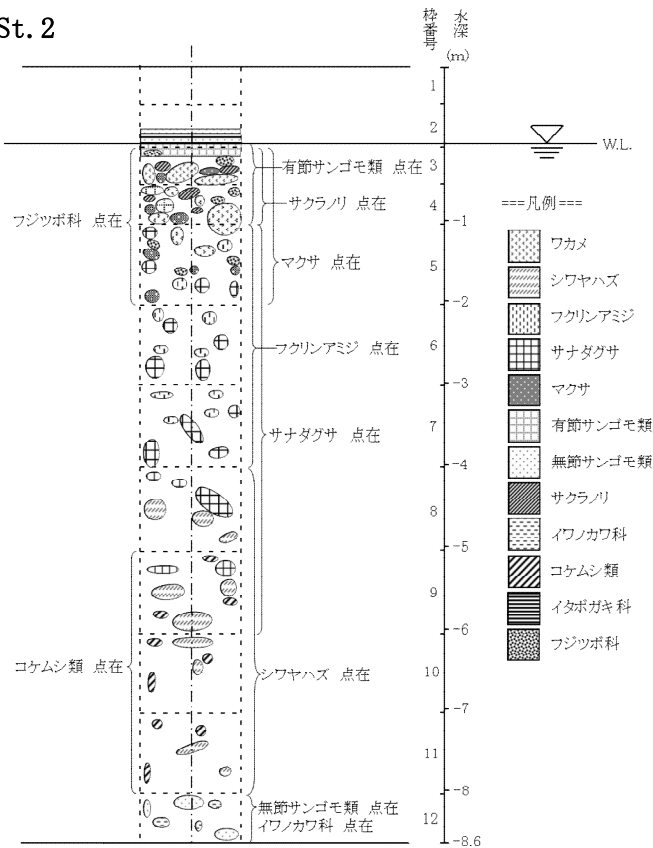 St. 2
枠番号
水深
(m)
1
2
W.L.
有節サンゴモ類 点在
3
サクラノリ 点在
4
フジツボ科 点在
-1
マクサ 点在
5
-2
フクリンアミジ 点在
6
-3
サナダグサ 点在
7
-4
8
-5
9
-6
コケムシ類 点在
シワヤハズ 点在
10
-7
11
-8
無節サンゴモ類 点在
イワノカワ科 点在
12
-8.6
===凡例===
ワカメ
シワヤハズ
フクリンアミジ
サナダグサ
マクサ
有節サンゴモ類
無節サンゴモ類
サクラノリ
イワノカワ科
コケムシ類
イタボガキ科
フジツボ科